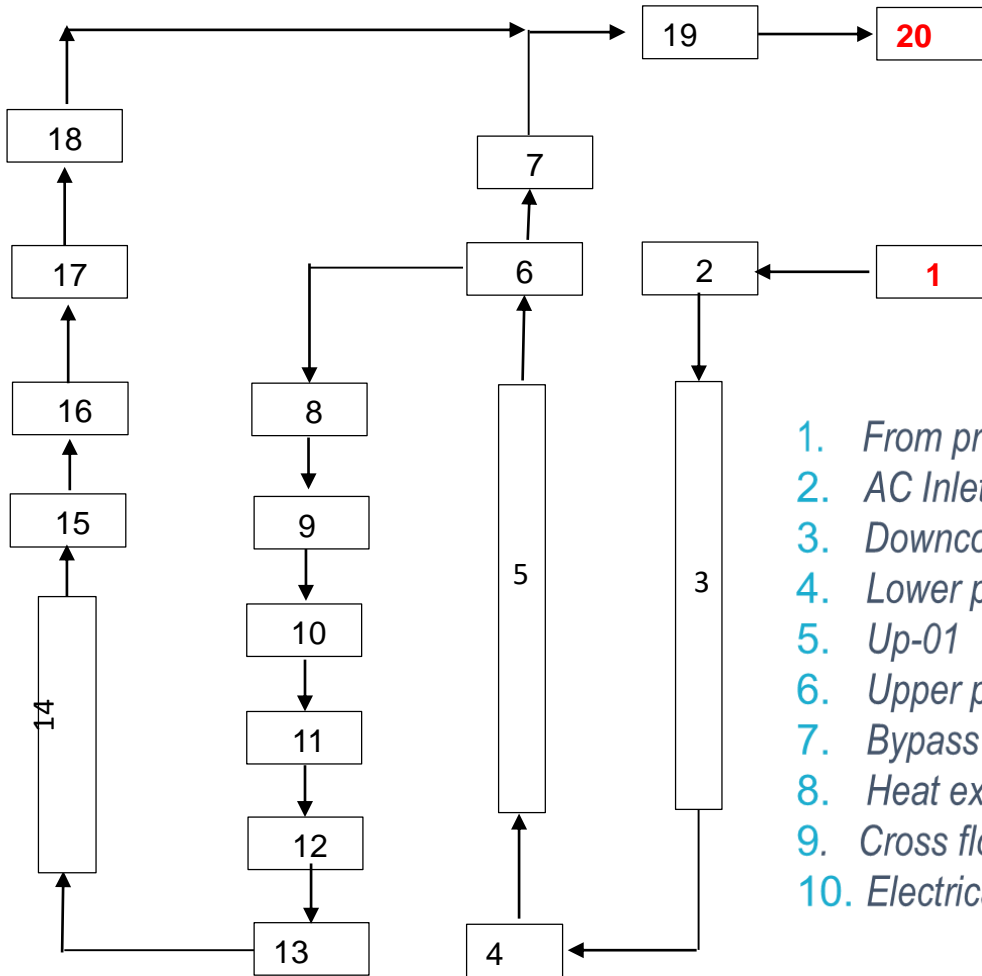 19
20
18
7
17
6
2
1
8
16
9
15
5
3
10
14
11
12
13
4
1. From pr
2. AC Inlet
3. Downco
4. Lower p
5. Up-01
6. Upper p
7. Bypass
8. Heat ex
9. Cross flo
10. Electrica